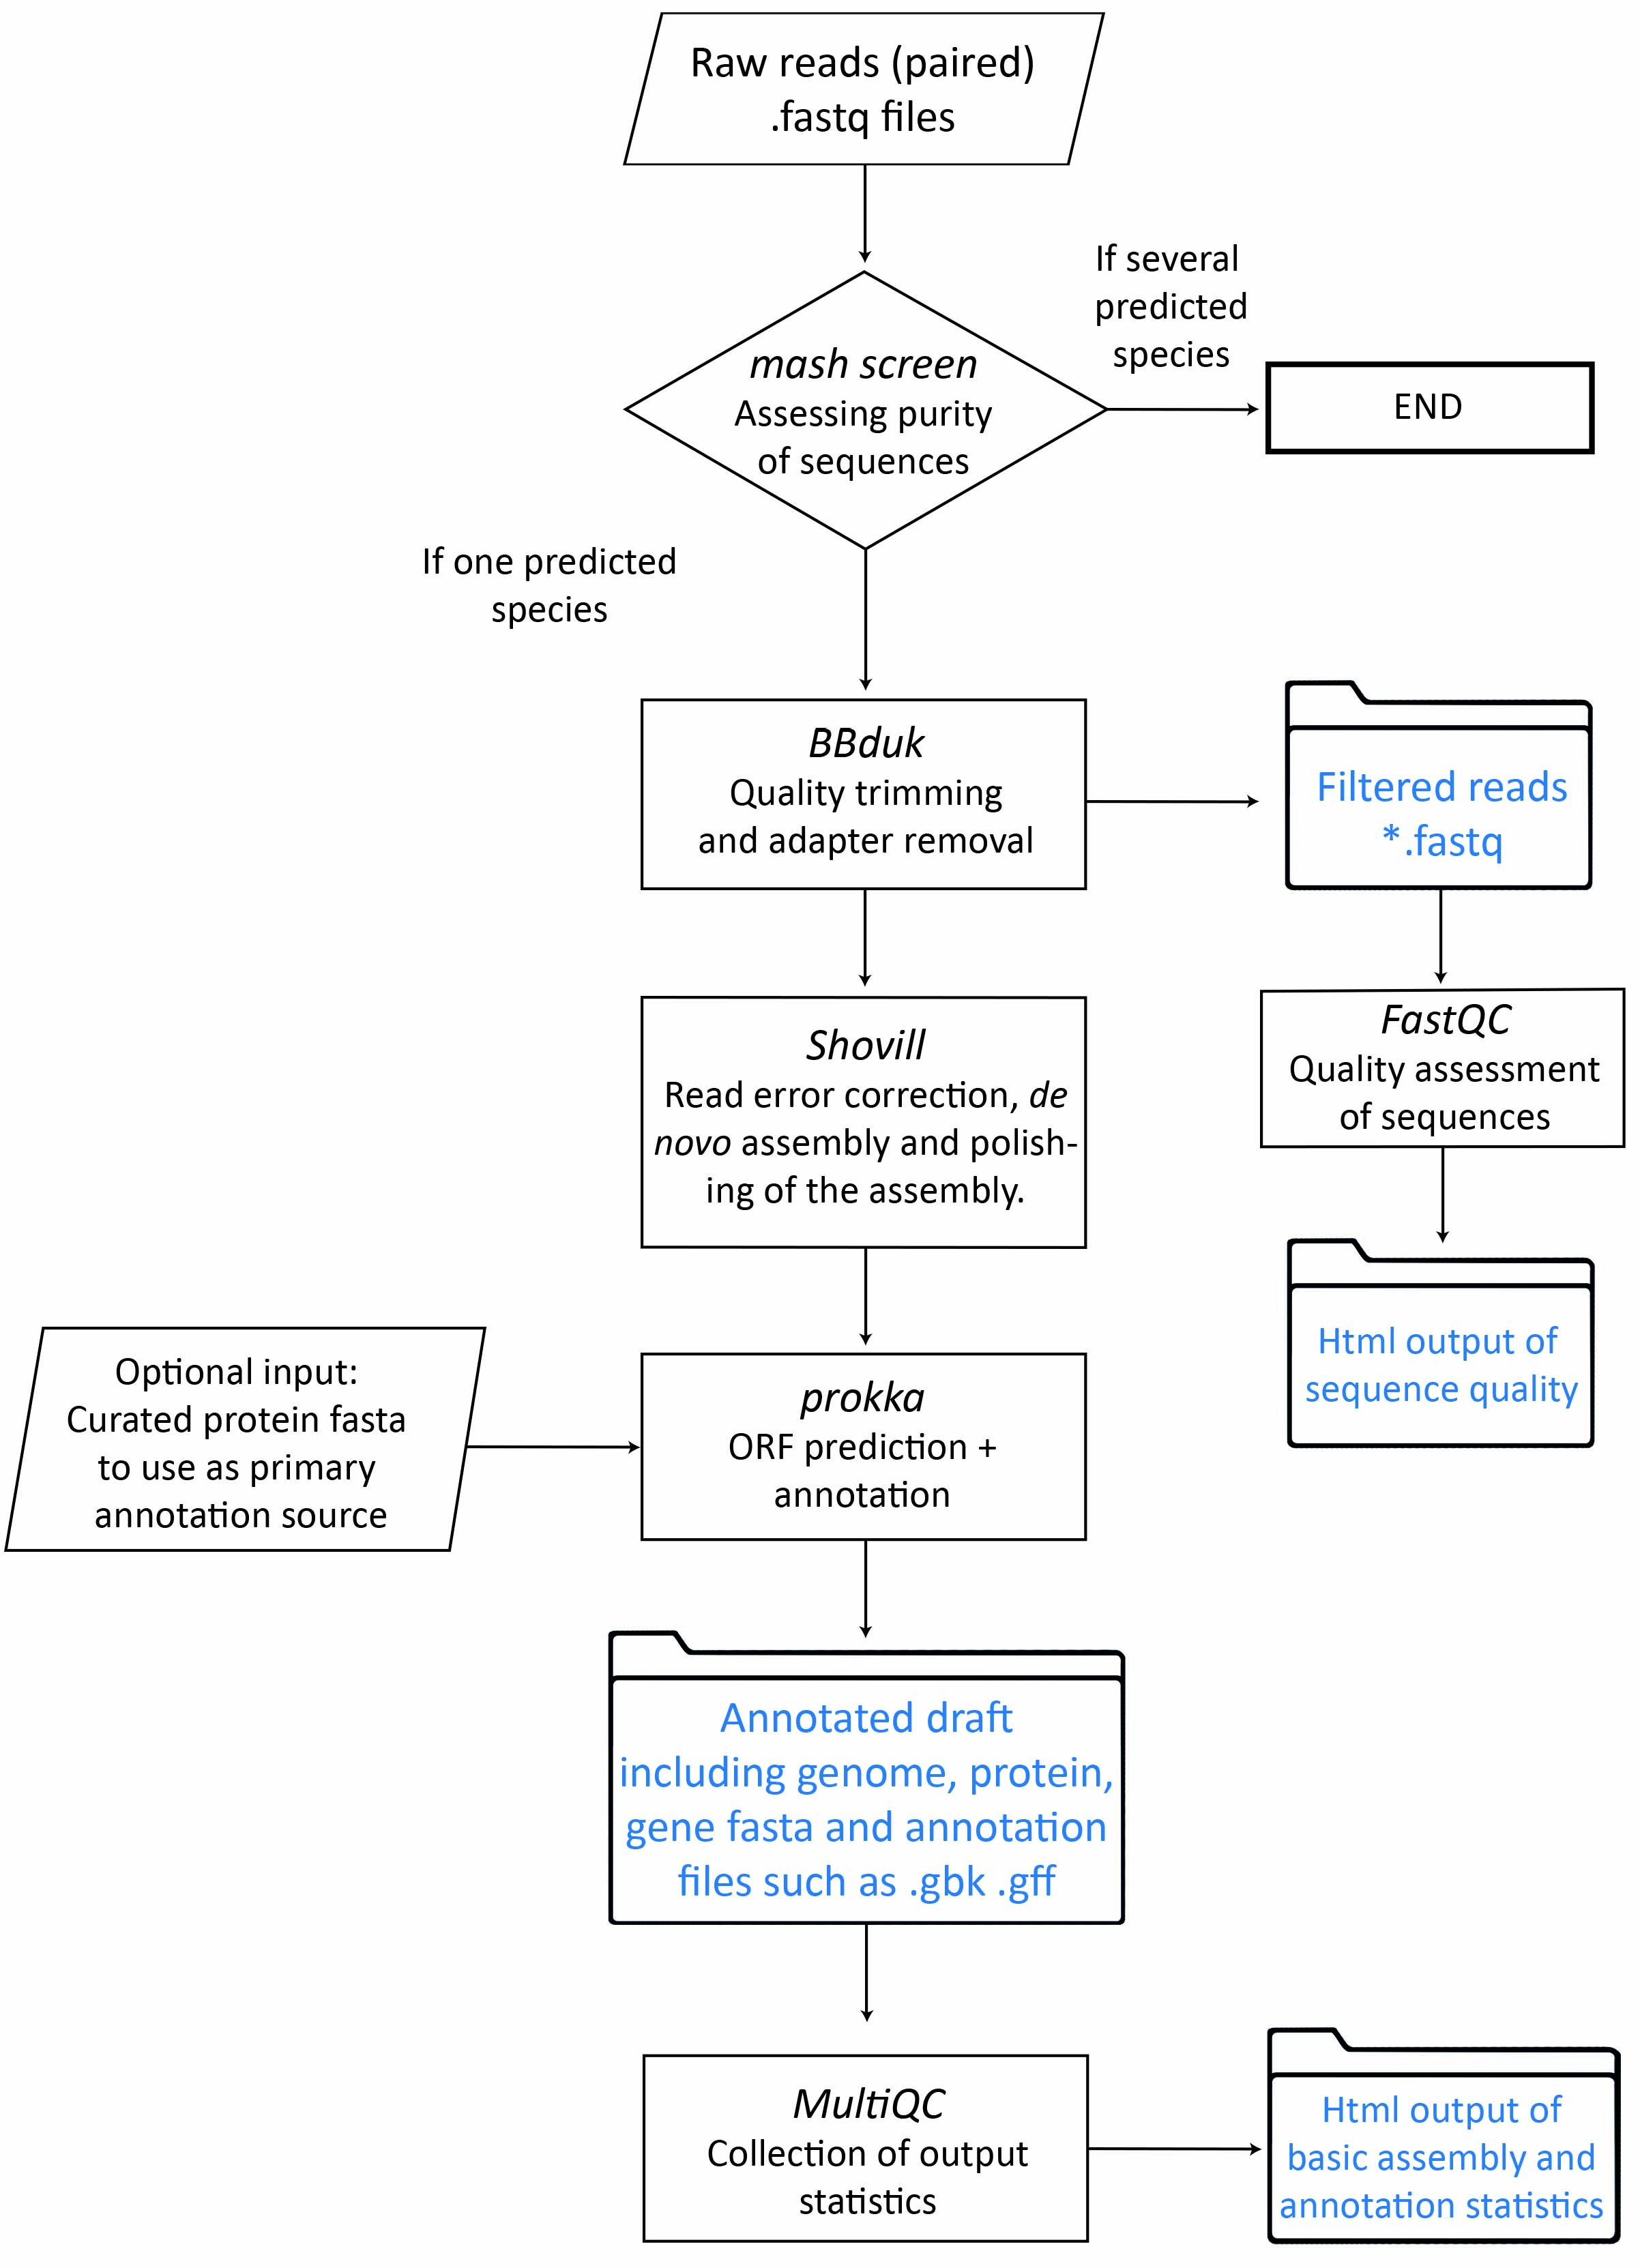 Raw reads (paired)
.fastq files
If several
predicted
species
mash screen
Assessing purity
of sequences
END
If one predicted
species
BBduk
Quality trimming
and adapter removal
Filtered reads
*.fastq
Shovill
Read error correction, de
novo assembly and polish-
ing of the assembly.
FastQC
Quality assessment
of sequences
Html output of
sequence quality
Optional input:
Curated protein fasta
to use as primary
annotation source
prokka
ORF prediction +
annotation
Annotated draft
including genome, protein,
gene fasta and annotation
files such as .gbk .gff
MultiQC
Collection of output
statistics
Html output of
basic assembly and
annotation statistics